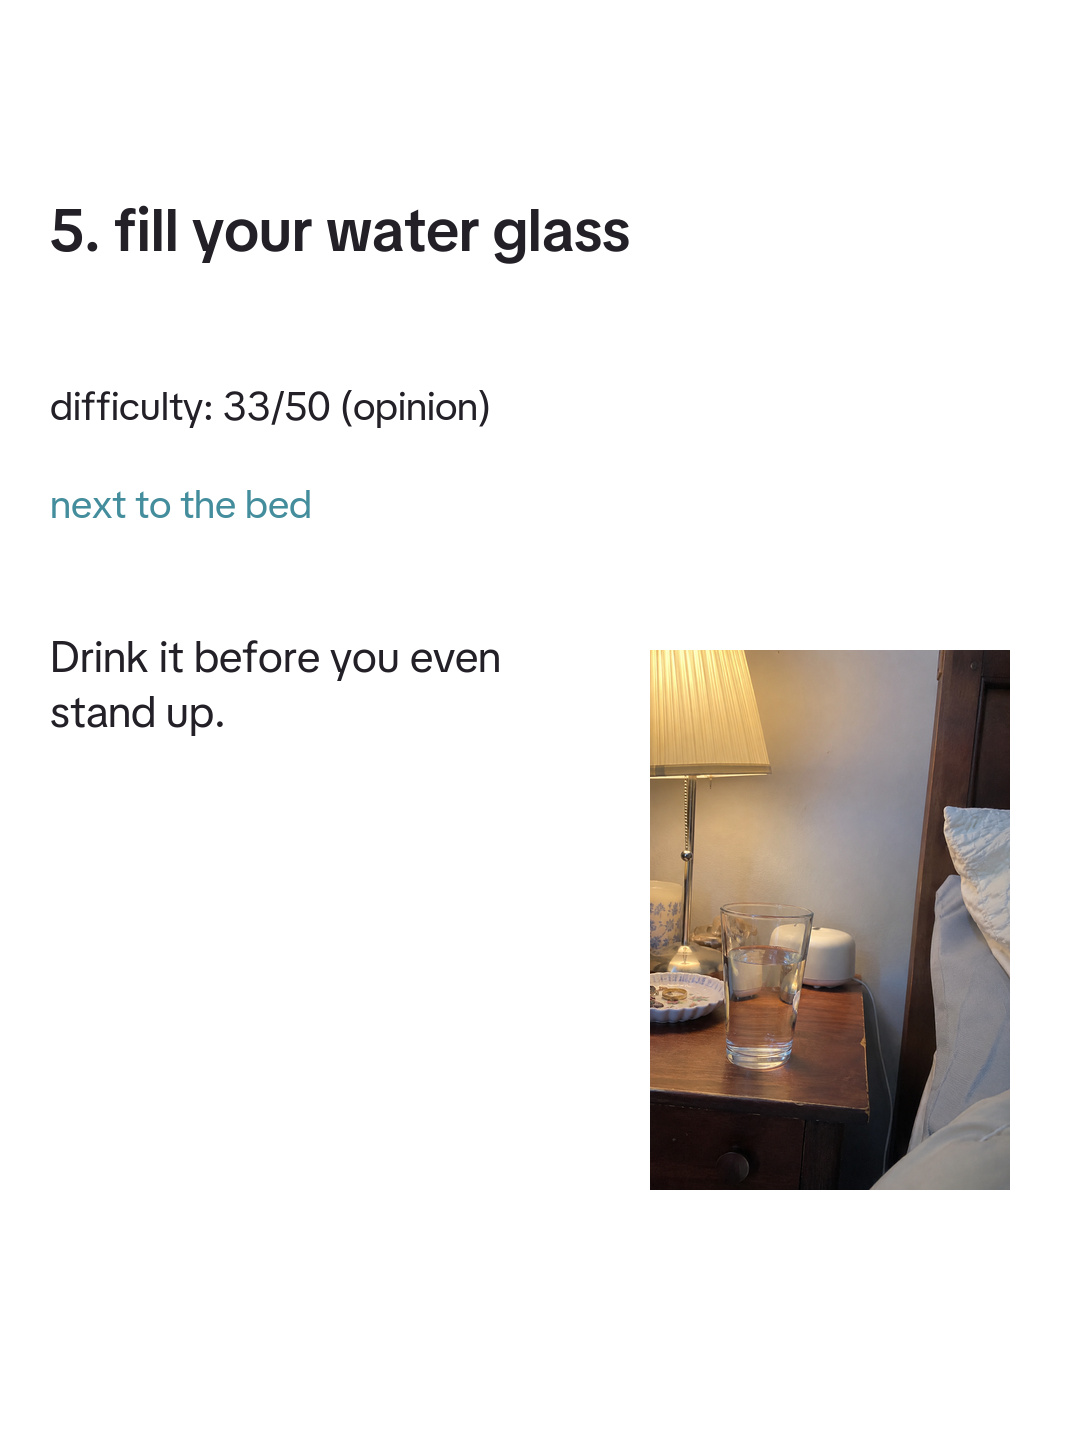 5. fill your water glass
difficulty: 33/50 (opinion)
next to the bed
Drink it before you even
stand up.